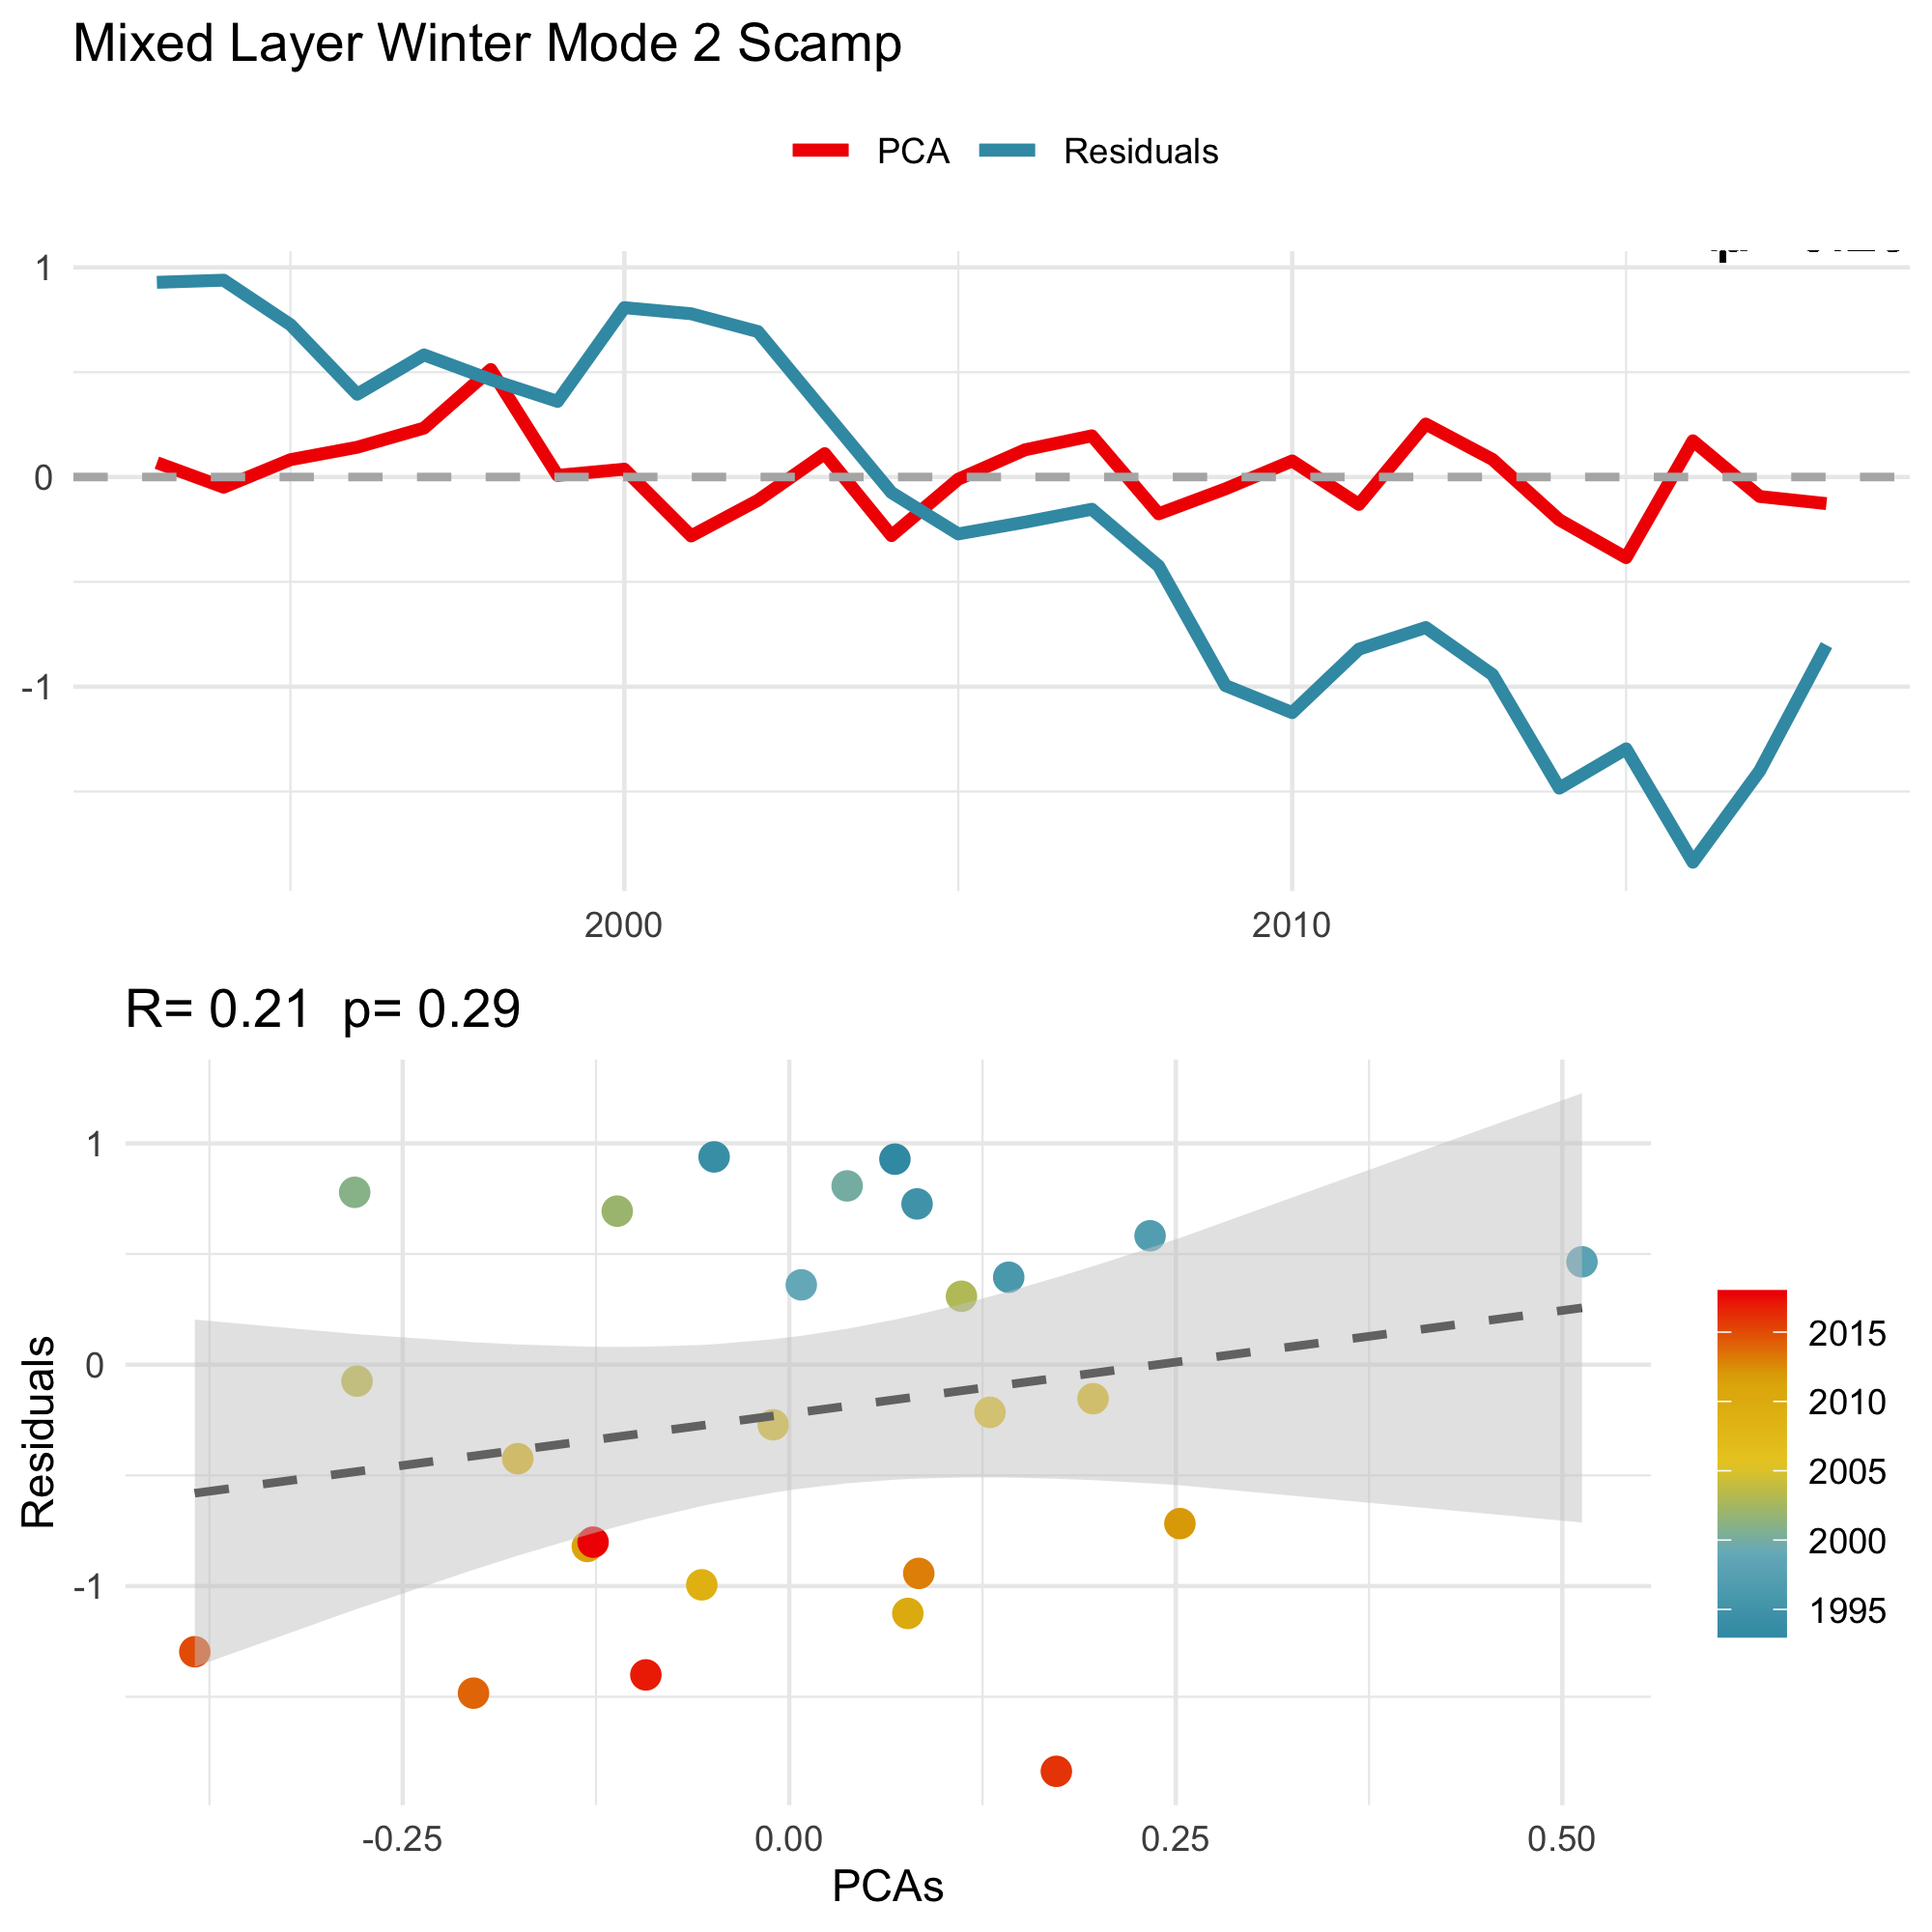 Mixed Layer Winter Mode 2 Scamp
PCA Residuals
1
0
-1
2000 2010
R= 0.21 p= 0.29
1
0
-1
Residuals
-0.25 0.00 0.25 0.50
PCAs
2015
2010
2005
2000
1995